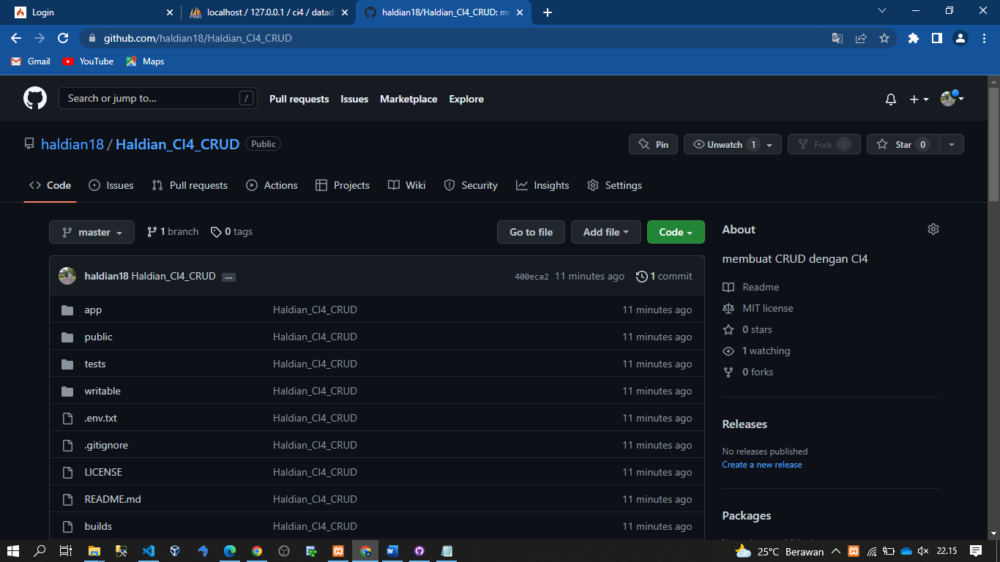 Login
localhost / 127.0.0.1 / ci4 / datadi
haldian18/Haldian_CI4_CRUD: me
github.com/haldian18/Haldian_CI4_CRUD
Gmail YouTube Maps
Search or jump to... / Pull requests Issues Marketplace Explore
haldian18 / Haldian_CI4_CRUD Public
Pin Unwatch 1 Fork 0 Star 0
Code Issues Pull requests Actions Projects Wiki Security Insights Settings
master 1 branch 0 tags Go to file Add file Code
haldian18 Haldian_CI4_CRUD ... 400eca2 11 minutes ago 1 commit
app Haldian_CI4_CRUD 11 minutes ago
public Haldian_CI4_CRUD 11 minutes ago
tests Haldian_CI4_CRUD 11 minutes ago
writable Haldian_CI4_CRUD 11 minutes ago
.env.txt Haldian_CI4_CRUD 11 minutes ago
.gitignore Haldian_CI4_CRUD 11 minutes ago
LICENSE Haldian_CI4_CRUD 11 minutes ago
README.md Haldian_CI4_CRUD 11 minutes ago
builds Haldian_CI4_CRUD 11 minutes ago
About
membuat CRUD dengan CI4
Readme
MIT license
0 stars
1 watching
0 forks
Releases
No releases published
Create a new release
Packages
25°C Berawan 22.15